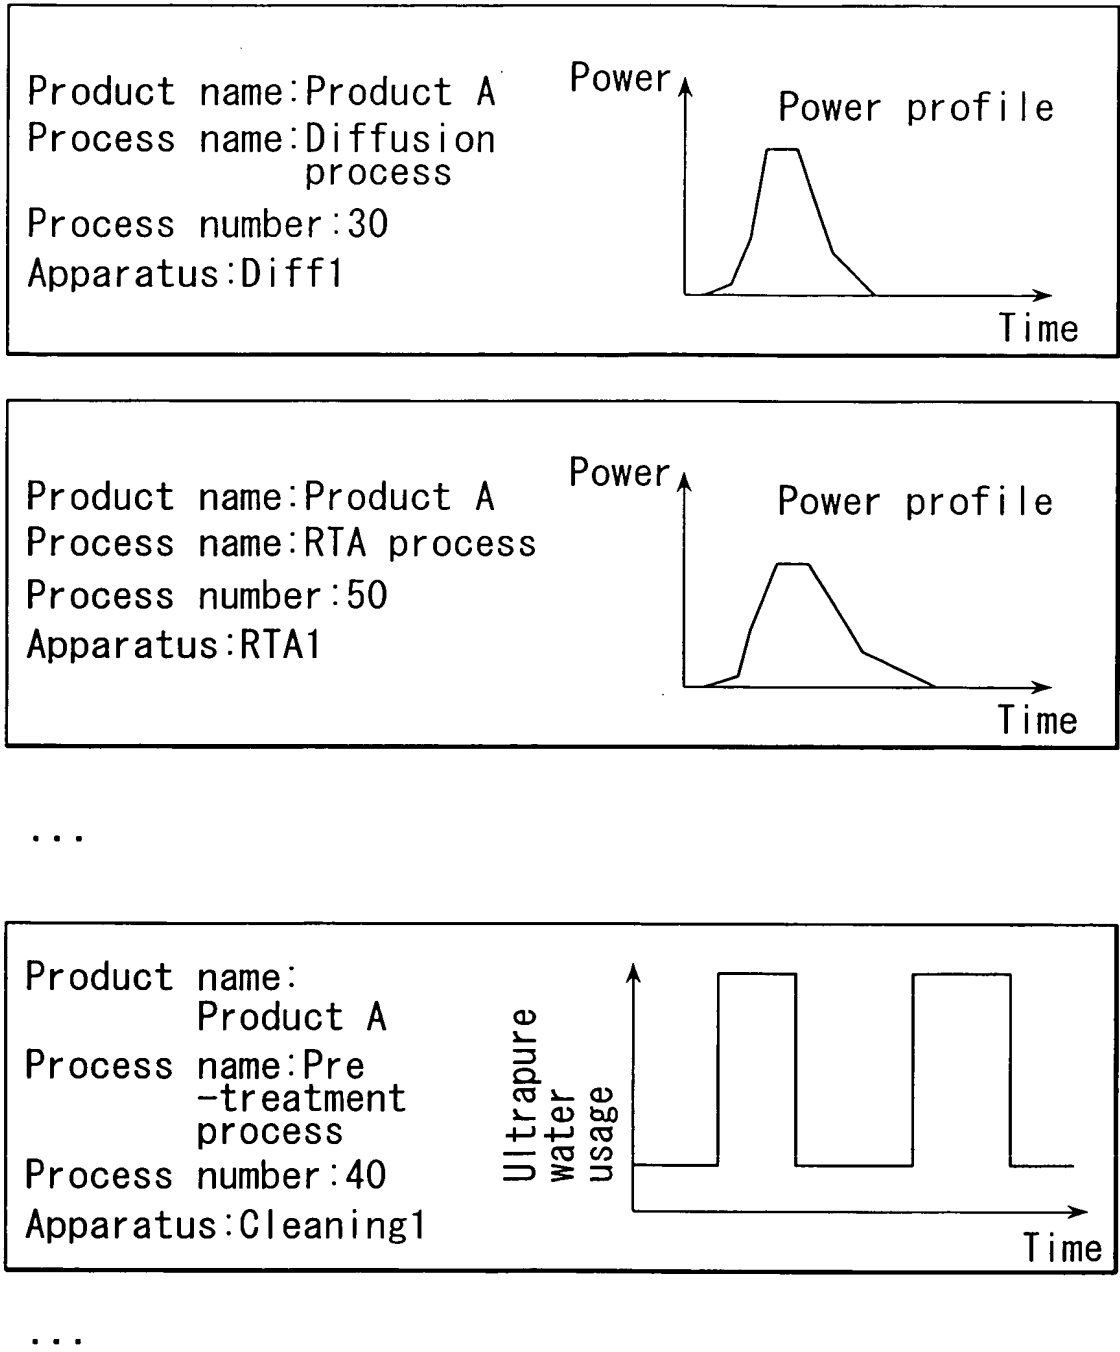 Product name:Product A
Process name:Diffusion
process
Process number:30
Apparatus:Diff1
Power
Power profile
Time
Product name:Product A
Process name:RTA process
Process number:50
Apparatus:RTA1
Power
Power profile
Time
...
Product name:
Product A
Process name:Pre
-treatment
process
Process number:40
Apparatus:Cleaning1
Ultrapure
water
usage
Time
...